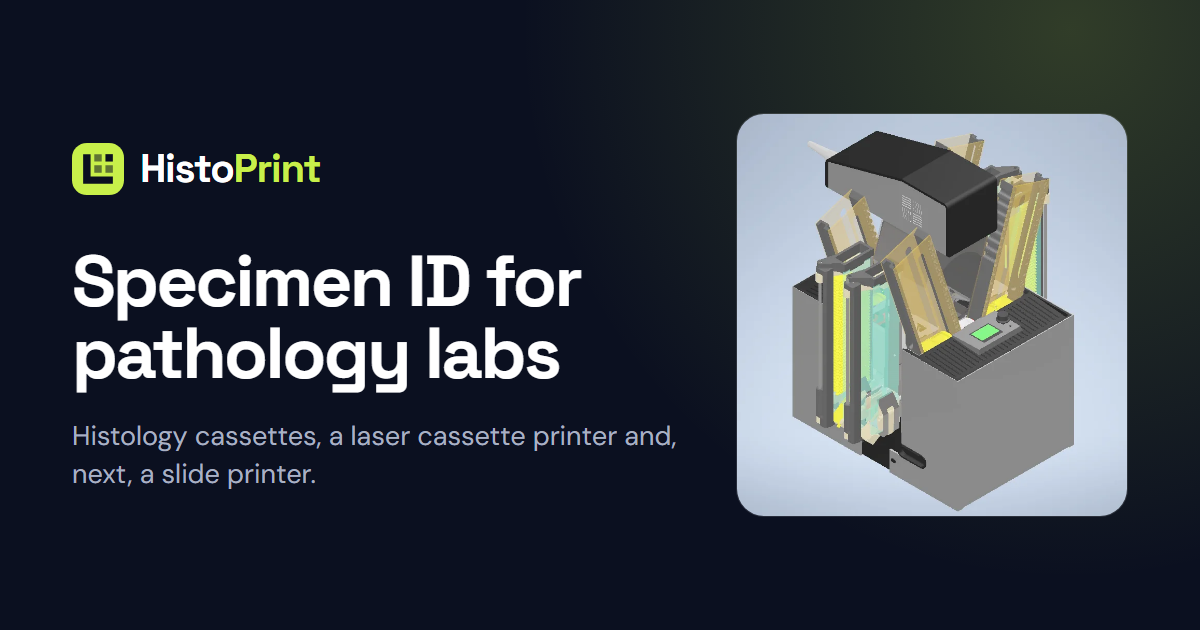 HistoPrint
Specimen ID for
pathology labs
Histology cassettes, a laser cassette printer and,
next, a slide printer.